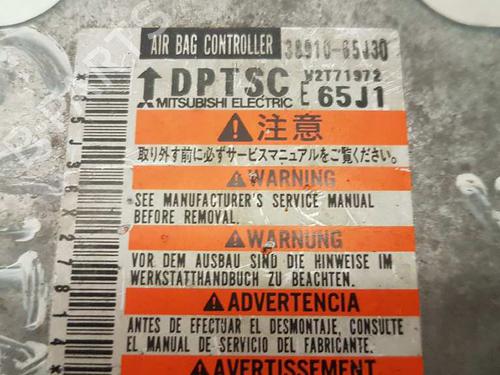 AIR BAG CONTROLLER 38910-65J30
DPTSC W2T71972
MITSUBISHI ELECTRIC E 65J1
注意
取り外す前に必ずサービスマニュアルをご覧ください。
WARNING
SEE MANUFACTURER'S SERVICE MANUAL
BEFORE REMOVAL.
WARNUNG
VOR DEM AUSBAU SIND DIE HINWEISE IM
WERKSTATTHANDBUCH ZU BEACHTEN.
ADVERTENCIA
ANTES DE EFECTUAR EL DESMONTAJE, CONSULTE
EL MANUAL DE SERVICIO DEL FABRICANTE.
AVERTISSEMENT